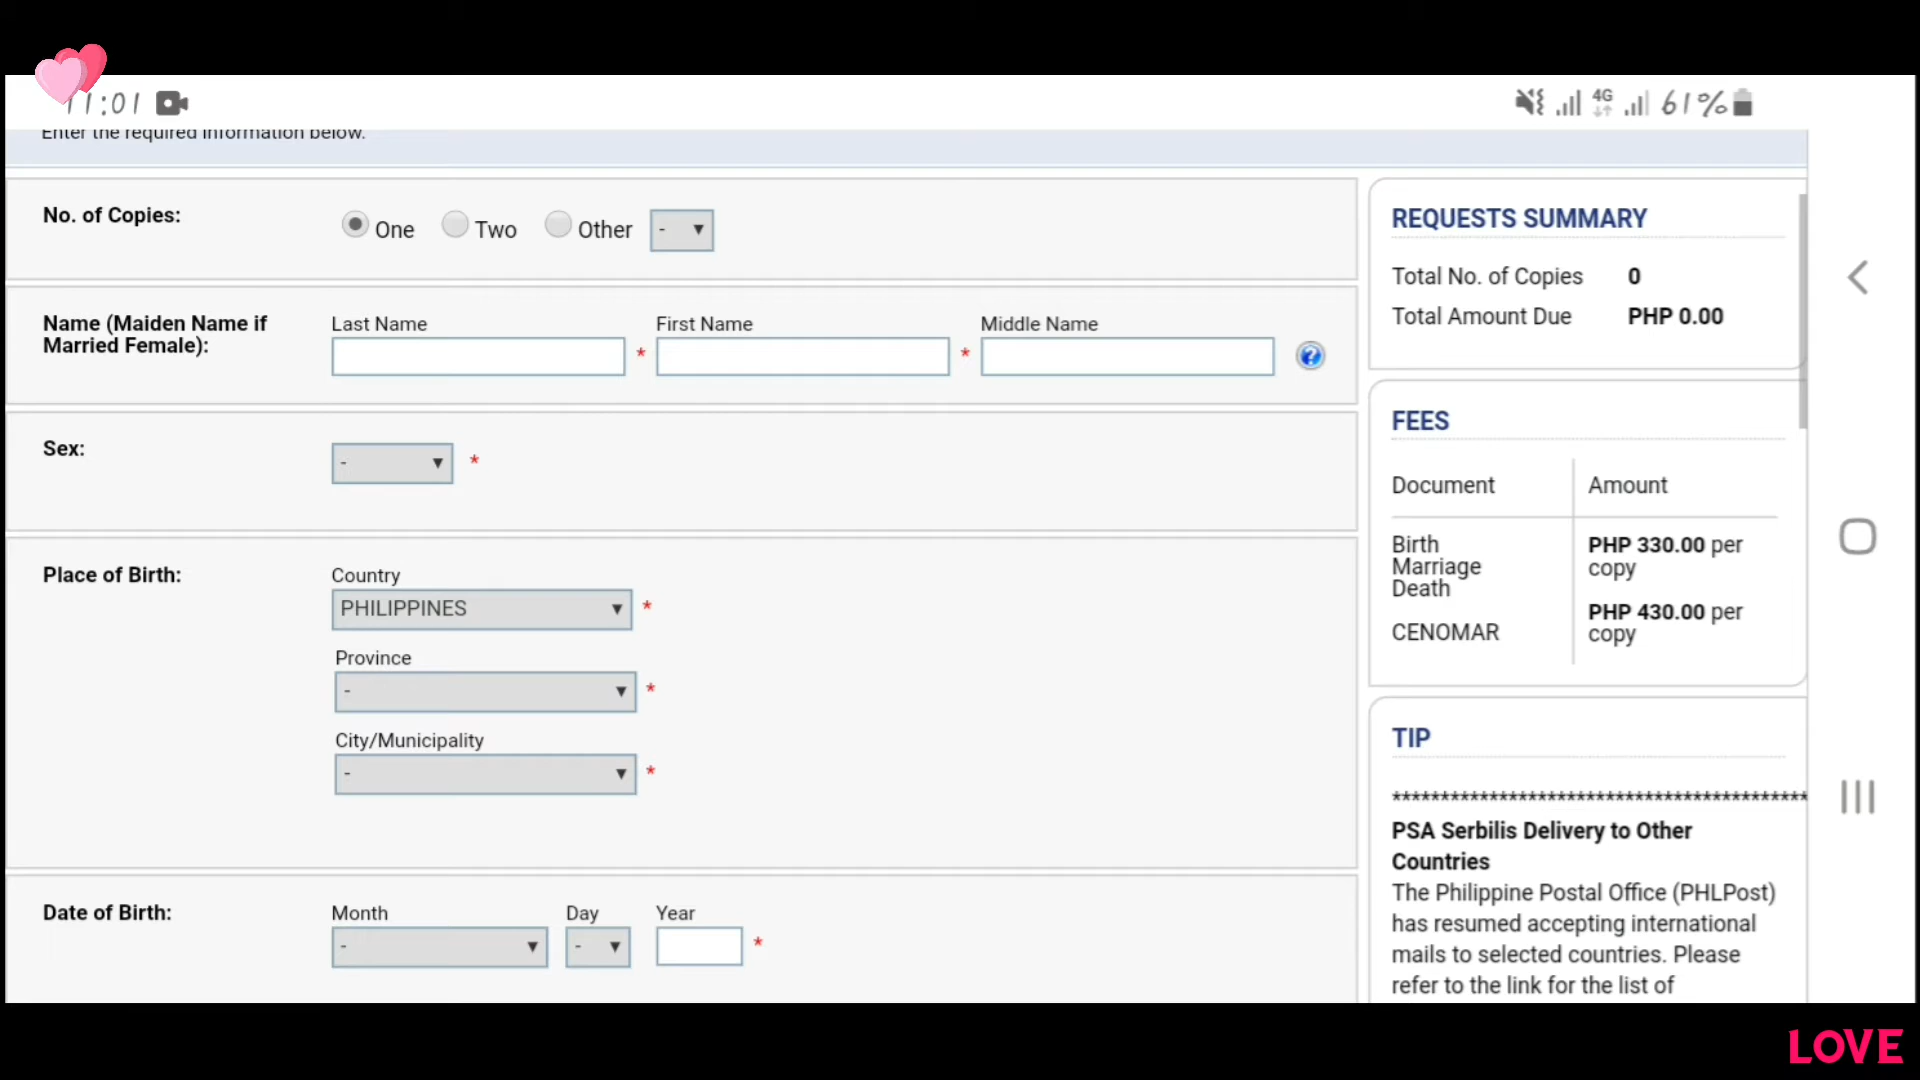 11:01
4G 61%
Enter the required information below.
No. of Copies:
One Two Other -
Name (Maiden Name if
Married Female):
Last Name * First Name * Middle Name
Sex:
- *
Place of Birth:
Country
PHILIPPINES *
Province
- *
City/Municipality
- *
Date of Birth:
Month Day Year
- - *
REQUESTS SUMMARY
Total No. of Copies 0
Total Amount Due PHP 0.00
FEES
Document Amount
Birth
Marriage
Death
PHP 330.00 per
copy
CENOMAR
PHP 430.00 per
copy
TIP
*******************************************
PSA Serbilis Delivery to Other
Countries
The Philippine Postal Office (PHLPost)
has resumed accepting international
mails to selected countries. Please
refer to the link for the list of
LOVE